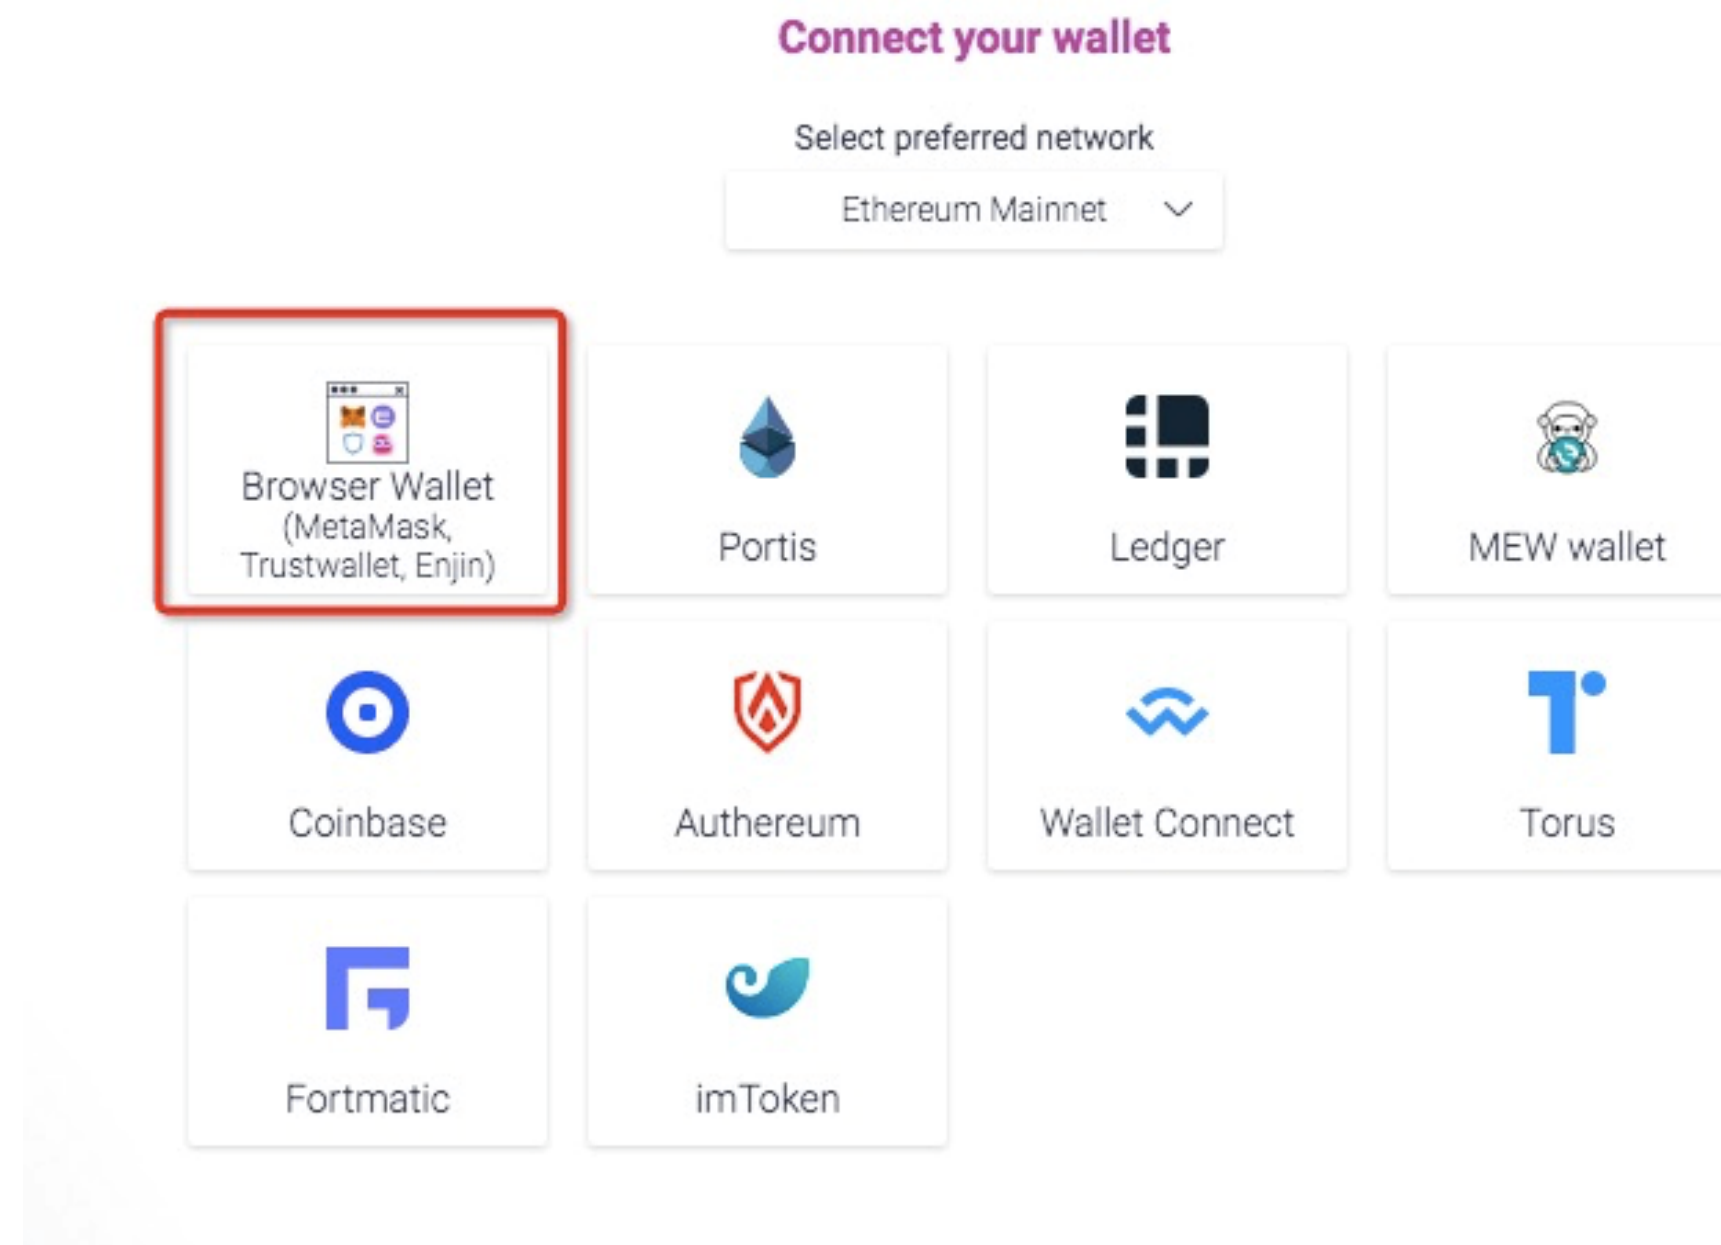 Connect your wallet
Select preferred network
Ethereum Mainnet
Browser Wallet
(MetaMask,
Trustwallet, Enjin)
Portis
Ledger
MEW wallet
Coinbase
Authereum
Wallet Connect
Torus
Fortmatic
imToken